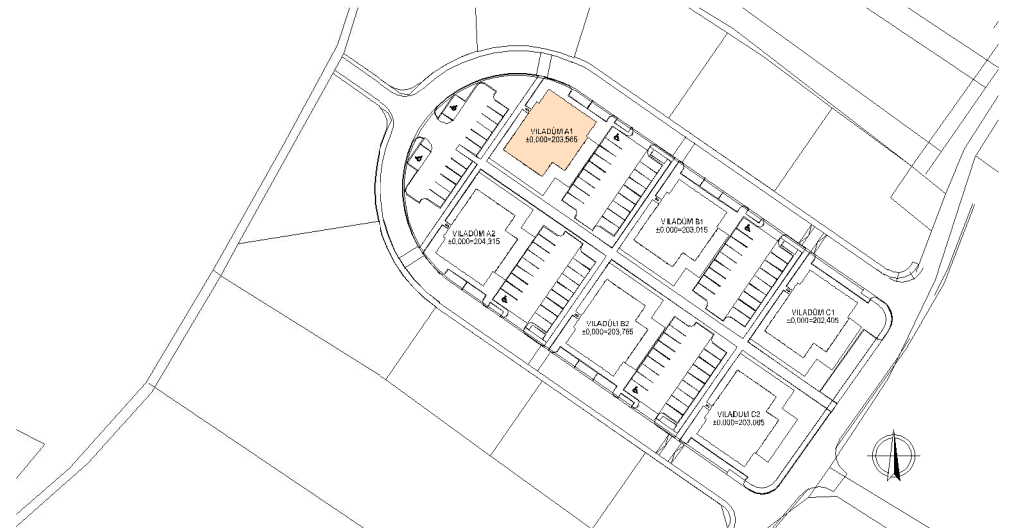 VILADŮM A1
±0,000=203,565
VILADŮM B1
±0,000=203,015
VILADŮM A2
±0,000=204,315
VILADŮM C1
±0,000=202,405
VILADŮM B2
±0,000=203,765
VILADŮM C2
±0,000=203,065